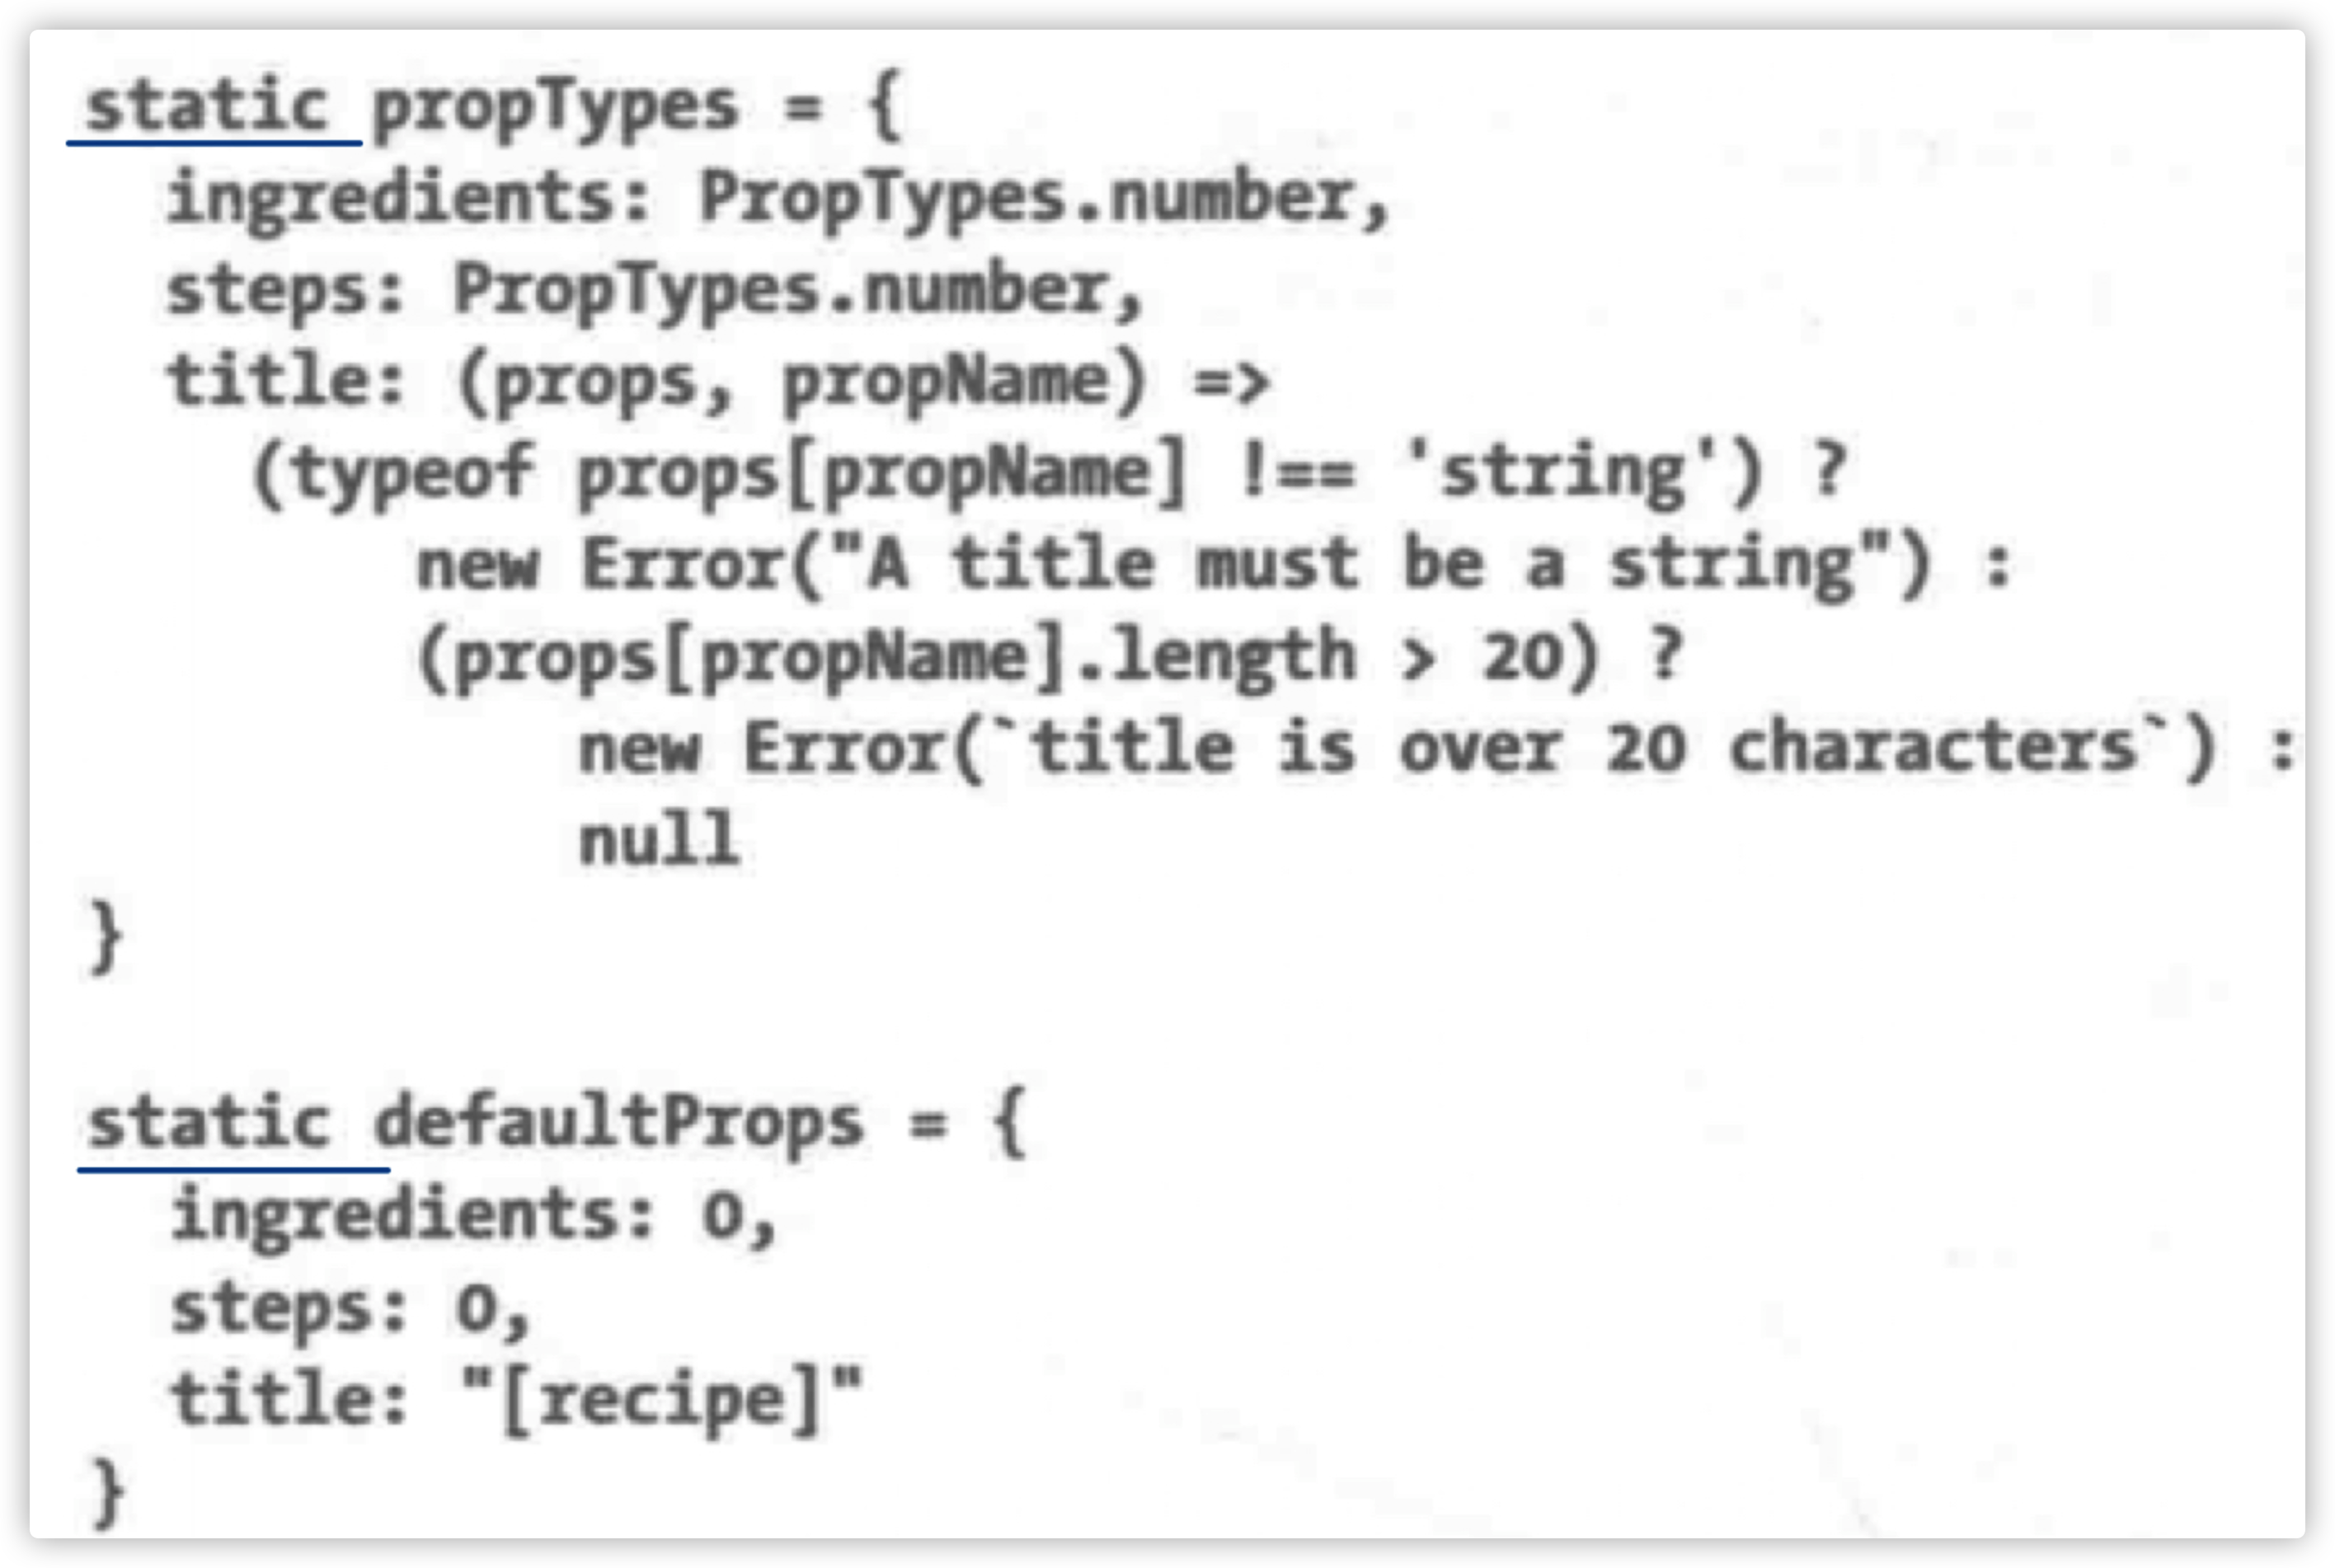 static propTypes = {
  ingredients: PropTypes.number,
  steps: PropTypes.number,
  title: (props, propName) =>
    (typeof props[propName] !== 'string') ?
        new Error("A title must be a string") :
        (props[propName].length > 20) ?
            new Error(`title is over 20 characters`) :
            null
}
static defaultProps = {
  ingredients: 0,
  steps: 0,
  title: "[recipe]"
}